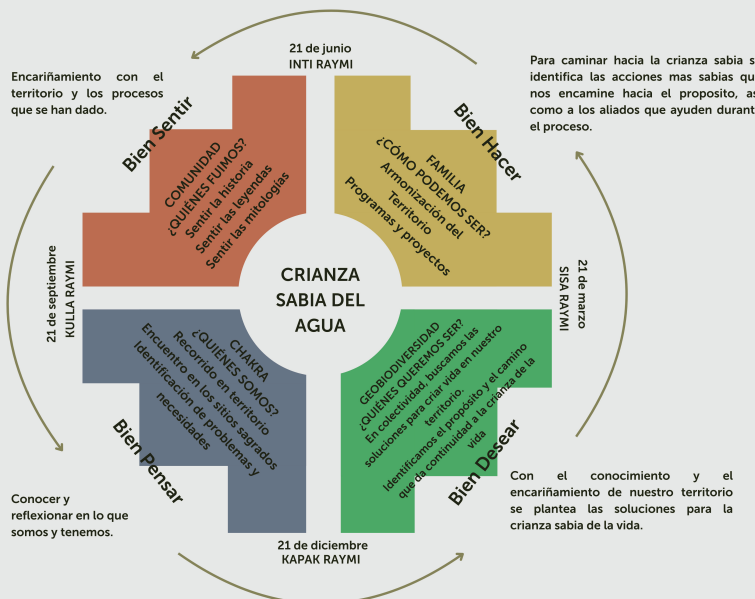 21 de junio
INTI RAYMI
Encariñamiento con el
territorio y los procesos
que se han dado.
Para caminar hacia la crianza sabia s
identifica las acciones mas sabias qu
nos encamine hacia el proposito, as
como a los aliados que ayuden durant
el proceso.
Bien Sentir
COMUNIDAD
¿QUIÉNES FUIMOS?
Sentir la historia
Sentir las leyendas
Sentir las mitologías
Bien Hacer
FAMILIA
¿CÓMO PODEMOS SER?
Armonización del
Territorio
Programas y proyectos
21 de septiembre
KULLA RAYMI
CRIANZA
SABIA DEL
AGUA
21 de marzo
SISA RAYMI
CHAKRA
¿QUIÉNES SOMOS?
Recorrido en territorio
Encuentro en los sitios sagrados
Identificación de problemas y
necesidades
Bien Pensar
GEOBIODIVERSIDAD
¿QUIÉNES QUEREMOS SER?
En colectividad, buscamos las
soluciones para criar vida en nuestro
territorio.
Identificamos el propósito y el camino
que da continuidad a la crianza de la
vida
Bien Desear
Conocer y
reflexionar en lo que
somos y tenemos.
Con el conocimiento y el
encariñamiento de nuestro territorio
se plantea las soluciones para la
crianza sabia de la vida.
21 de diciembre
KAPAK RAYMI